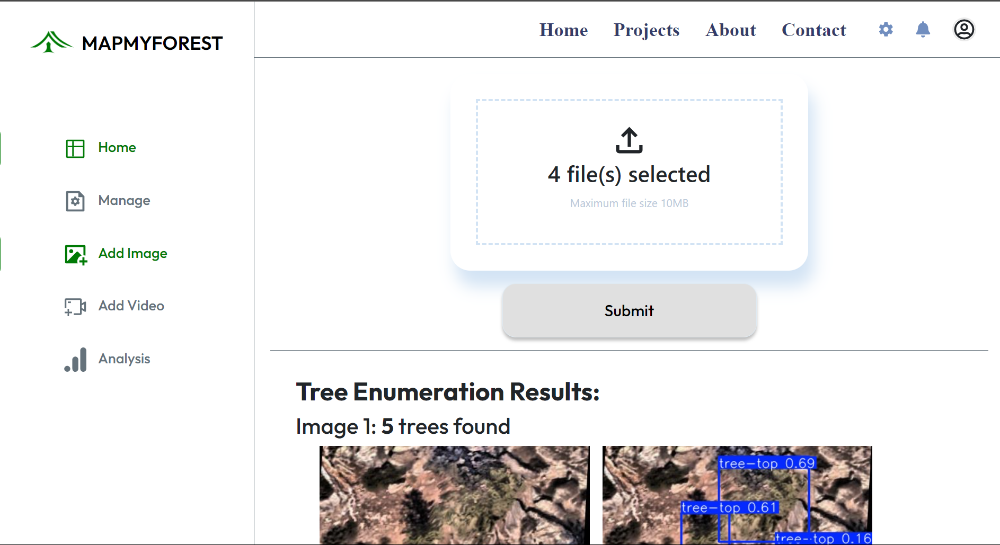 MAPMYFOREST
Home Projects About Contact
Home
Manage
Add Image
Add Video
Analysis
4 file(s) selected
Maximum file size 10MB
Submit
Tree Enumeration Results:
Image 1: 5 trees found
tree-top 0.69
tree-top 0.61
tree-top 0.16